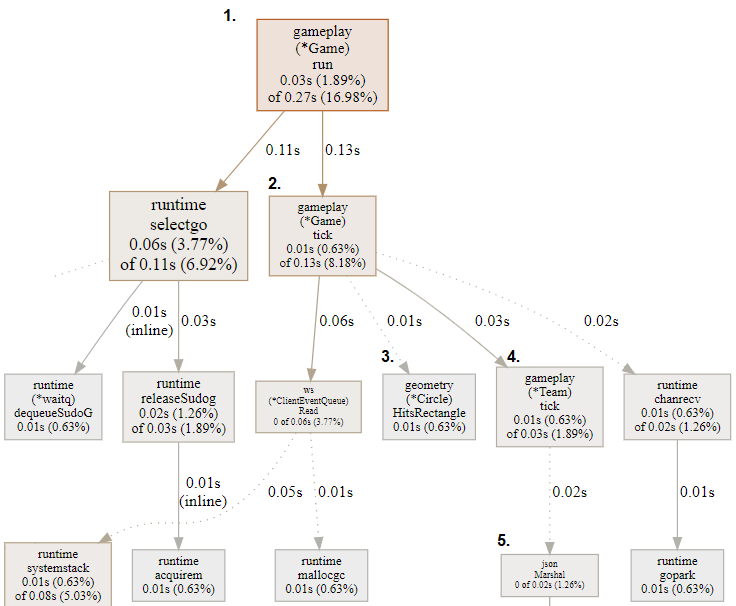 1.
gameplay
(*Game)
run
0.03s (1.89%)
of 0.27s (16.98%)
0.11s
0.13s
2.
runtime
selectgo
0.06s (3.77%)
of 0.11s (6.92%)
gameplay
(*Game)
tick
0.01s (0.63%)
of 0.13s (8.18%)
0.01s
(inline)
0.03s
0.06s
0.01s
0.03s
0.02s
3.
4.
runtime
(*waitq)
dequeueSudoG
0.01s (0.63%)
runtime
releaseSudog
0.02s (1.26%)
of 0.03s (1.89%)
ws
(*ClientEventQueue)
Read
0 of 0.06s (3.77%)
geometry
(*Circle)
HitsRectangle
0.01s (0.63%)
gameplay
(*Team)
tick
0.01s (0.63%)
of 0.03s (1.89%)
runtime
chanrecv
0.01s (0.63%)
of 0.02s (1.26%)
0.01s
(inline)
0.05s
0.01s
0.02s
0.01s
5.
runtime
systemstack
0.01s (0.63%)
of 0.08s (5.03%)
runtime
acquirem
0.01s (0.63%)
runtime
mallocgc
0.01s (0.63%)
json
Marshal
0 of 0.02s (1.26%)
runtime
gopark
0.01s (0.63%)